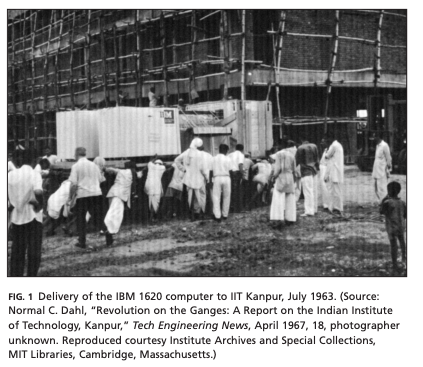 IBM
FIG. 1 Delivery of the IBM 1620 computer to IIT Kanpur, July 1963. (Source:
Normal C. Dahl, “Revolution on the Ganges: A Report on the Indian Institute
of Technology, Kanpur,” Tech Engineering News, April 1967, 18, photographer
unknown. Reproduced courtesy Institute Archives and Special Collections,
MIT Libraries, Cambridge, Massachusetts.)